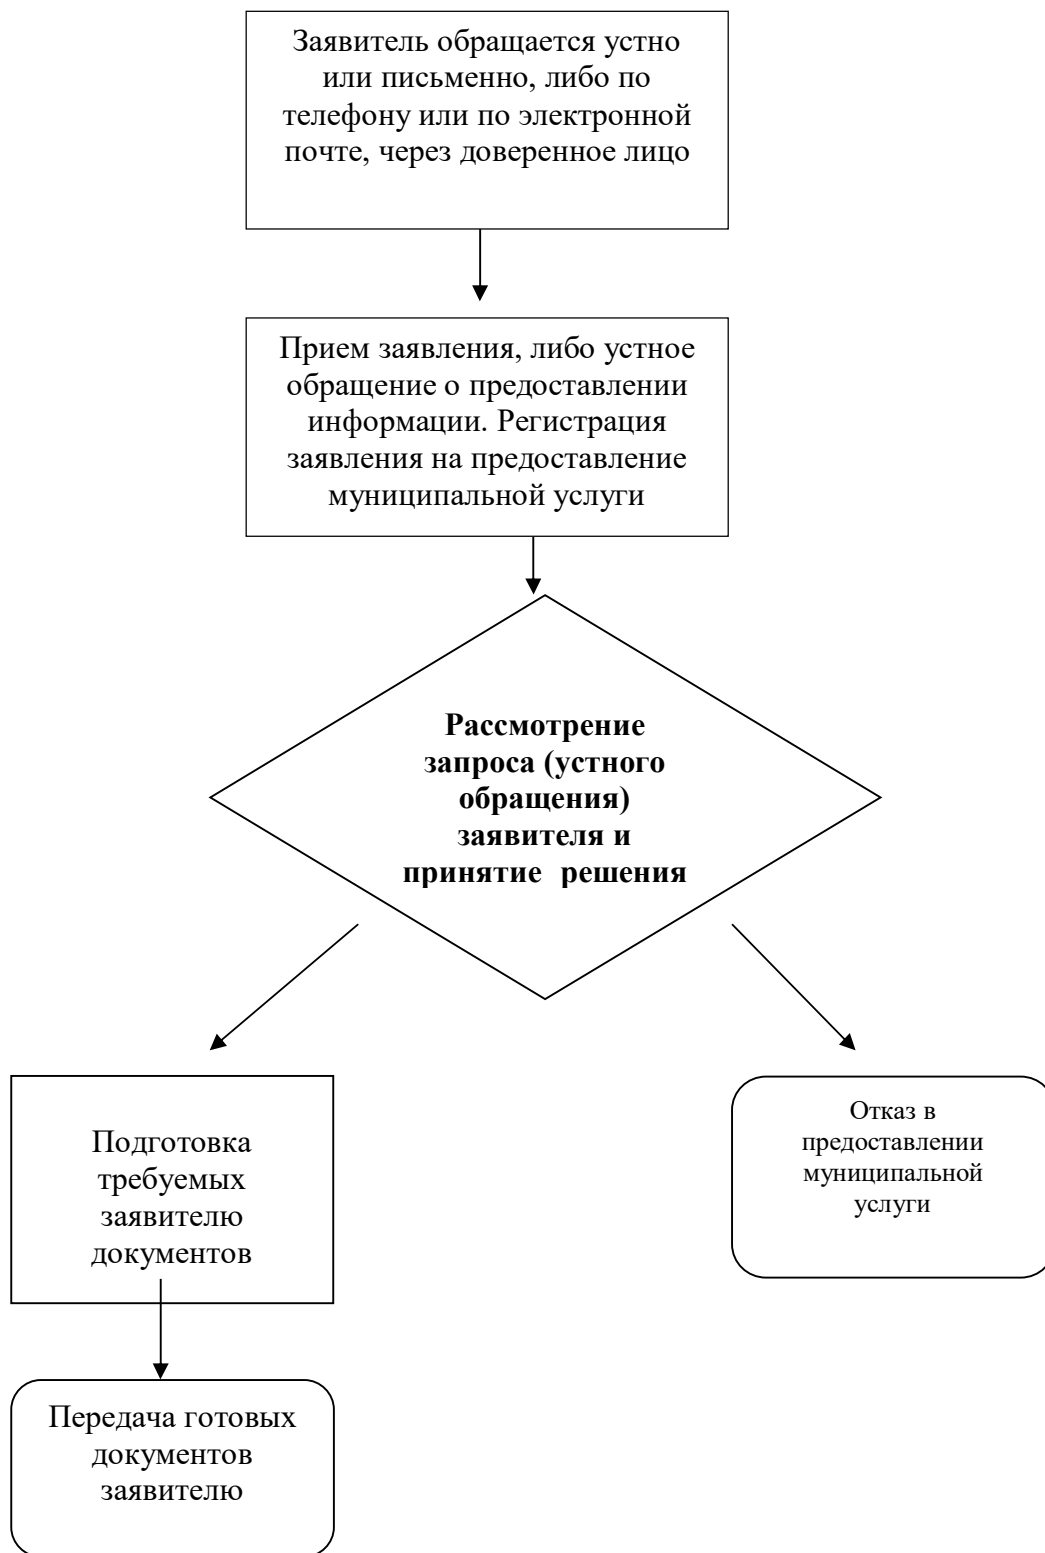 Заявитель обращается устно
или письменно, либо по
телефону или по электронной
почте, через доверенное лицо
Прием заявления, либо устное
обращение о предоставлении
информации. Регистрация
заявления на предоставление
муниципальной услуги
Рассмотрение
запроса (устного
обращения)
заявителя и
принятие  решения
Подготовка
требуемых
заявителю
документов
Отказ в
предоставлении
муниципальной
услуги
Передача готовых
документов
заявителю